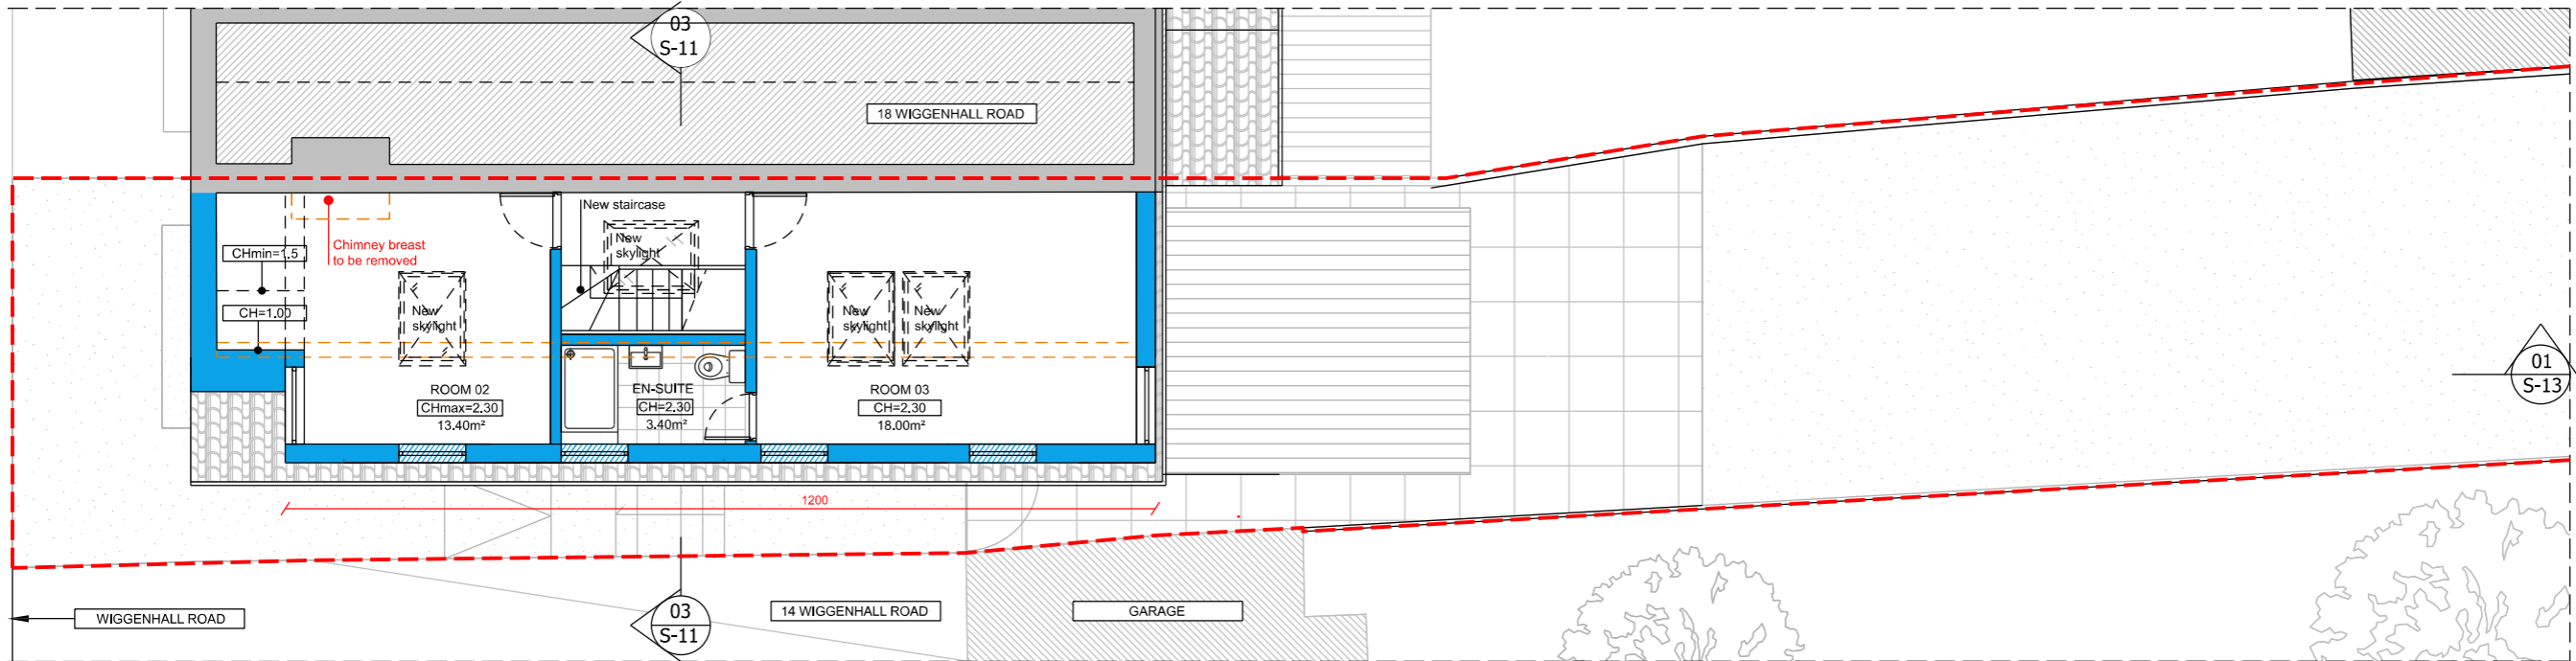 03
S-11
18 WIGGENHALL ROAD
New staircase
New
skylight
CHmin=1.5
Chimney breast
to be removed
CH=1.00
New
skylight
New
skylight
New
skylight
ROOM 02
CHmax=2.30
13.40m²
EN-SUITE
CH=2.30
3.40m²
ROOM 03
CH=2.30
18.00m²
01
S-13
1200
WIGGENHALL ROAD
03
S-11
14 WIGGENHALL ROAD
GARAGE